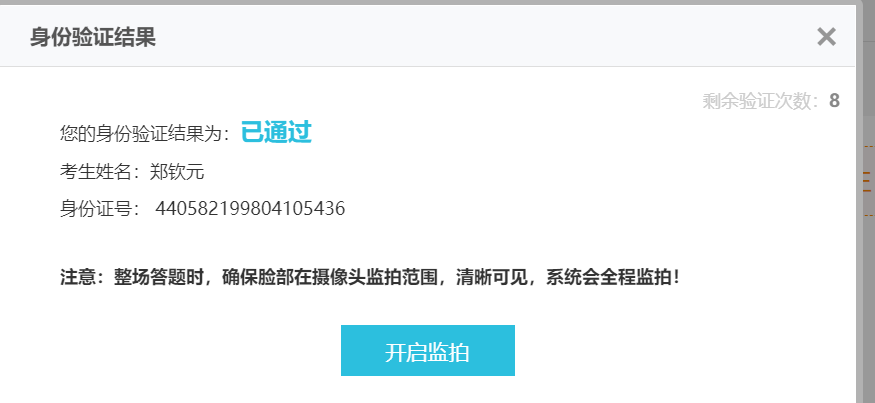 身份验证结果
剩余验证次数：8
您的身份验证结果为：已通过
考生姓名：郑钦元
身份证号： 440582199804105436
注意：整场答题时，确保脸部在摄像头监拍范围，清晰可见，系统会全程监拍！
开启监拍